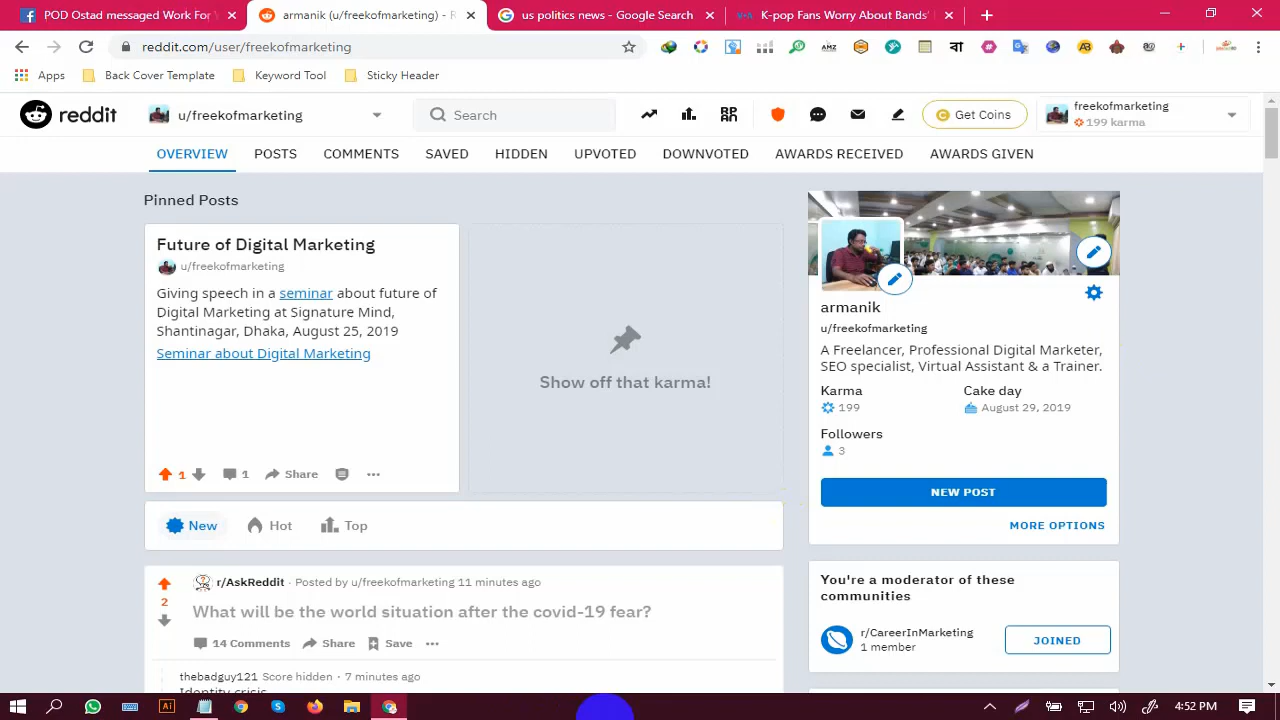 POD Ostad messaged Work For Y
armanik (u/freekofmarketing) - R
us politics news - Google Search
K-pop Fans Worry About Bands'
reddit.com/user/freekofmarketing
Apps
Back Cover Template
Keyword Tool
Sticky Header
reddit
u/freekofmarketing
Search
Get Coins
freekofmarketing
199 karma
OVERVIEW
POSTS
COMMENTS
SAVED
HIDDEN
UPVOTED
DOWNVOTED
AWARDS RECEIVED
AWARDS GIVEN
Pinned Posts
Future of Digital Marketing
u/freekofmarketing
Giving speech in a seminar about future of
Digital Marketing at Signature Mind,
Shantinagar, Dhaka, August 25, 2019
Seminar about Digital Marketing
1
1
Share
Show off that karma!
New
Hot
Top
r/AskReddit · Posted by u/freekofmarketing 11 minutes ago
2
What will be the world situation after the covid-19 fear?
14 Comments
Share
Save
thebadguy121 Score hidden · 7 minutes ago
Identity crisis
armanik
u/freekofmarketing
A Freelancer, Professional Digital Marketer,
SEO specialist, Virtual Assistant & a Trainer.
Karma
199
Cake day
August 29, 2019
Followers
3
NEW POST
MORE OPTIONS
You're a moderator of these
communities
r/CareerInMarketing
1 member
JOINED
4:52 PM